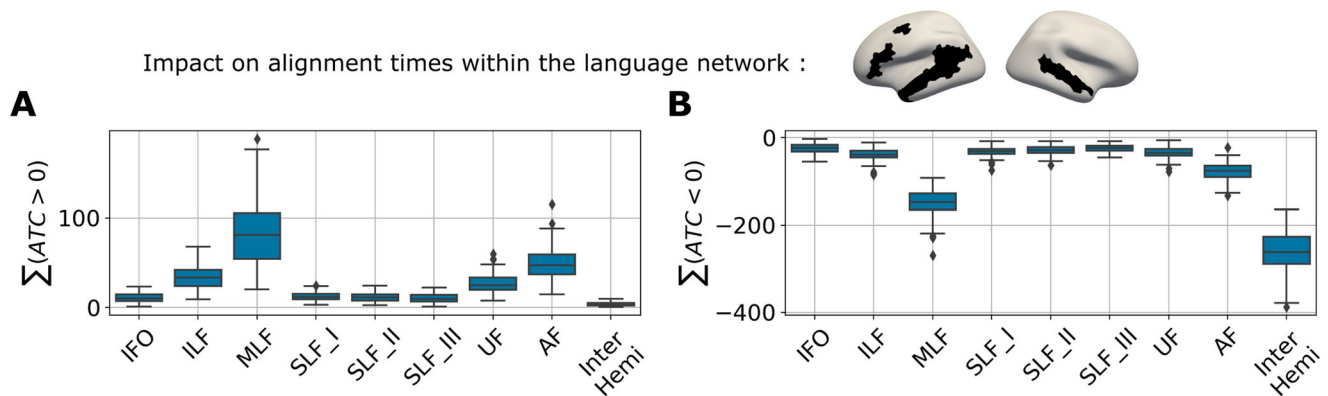 Impact on alignment times within the language network :
A
∑(ATC > 0)
100
0
IFO
ILF
MLF
SLF_I
SLF_II
SLF_III
UF
AF
Inter
Hemi
B
∑(ATC < 0)
0
−200
−400
IFO
ILF
MLF
SLF_I
SLF_II
SLF_III
UF
AF
Inter
Hemi